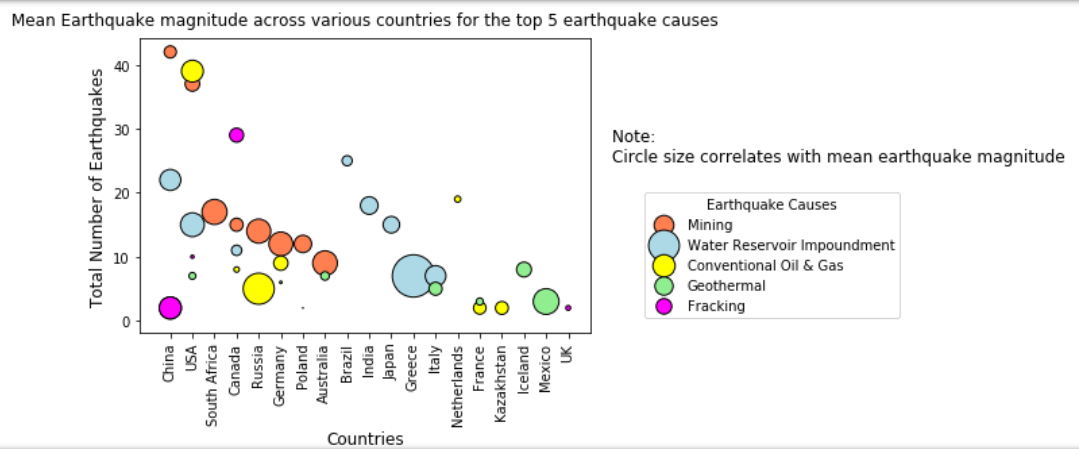 Mean Earthquake magnitude across various countries for the top 5 earthquake causes
Total Number of Earthquakes
40
30
20
10
0
China
USA
South Africa
Canada
Russia
Germany
Poland
Australia
Brazil
India
Japan
Greece
Italy
Netherlands
France
Kazakhstan
Iceland
Mexico
UK
Countries
Note:
Circle size correlates with mean earthquake magnitude
Earthquake Causes
Mining
Water Reservoir Impoundment
Conventional Oil & Gas
Geothermal
Fracking